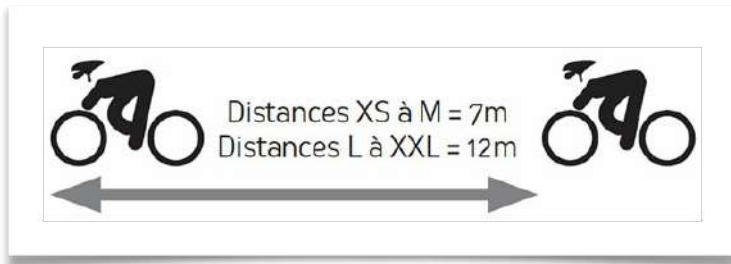 Distances XS à M = 7m
Distances L à XXL = 12m